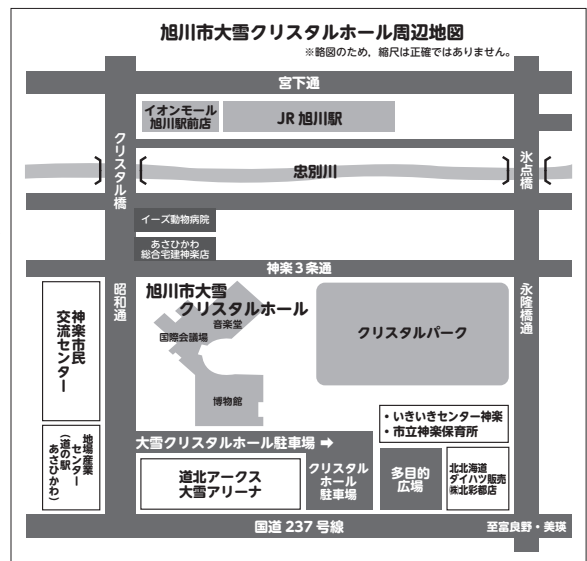 旭川市大雪クリスタルホール周辺地図
※略図のため、縮尺は正確ではありません。
宮下通
イオンモール
旭川駅前店
JR 旭川駅
クリスタル橋
忠別川
氷点橋
イーズ動物病院
あさひかわ
総合宅建神楽店
神楽3条通
昭和通
永隆橋通
神楽市民
交流センター
旭川市大雪
クリスタルホール
音楽堂
国際会議場
博物館
クリスタルパーク
・いきいきセンター神楽
・市立神楽保育所
地場産業
センター
(道の駅
あさひかわ)
大雪クリスタルホール駐車場 ➡
道北アークス
大雪アリーナ
クリスタル
ホール
駐車場
多目的
広場
北北海道
ダイハツ販売
㈱北彩都店
国道 237 号線
至富良野・美瑛